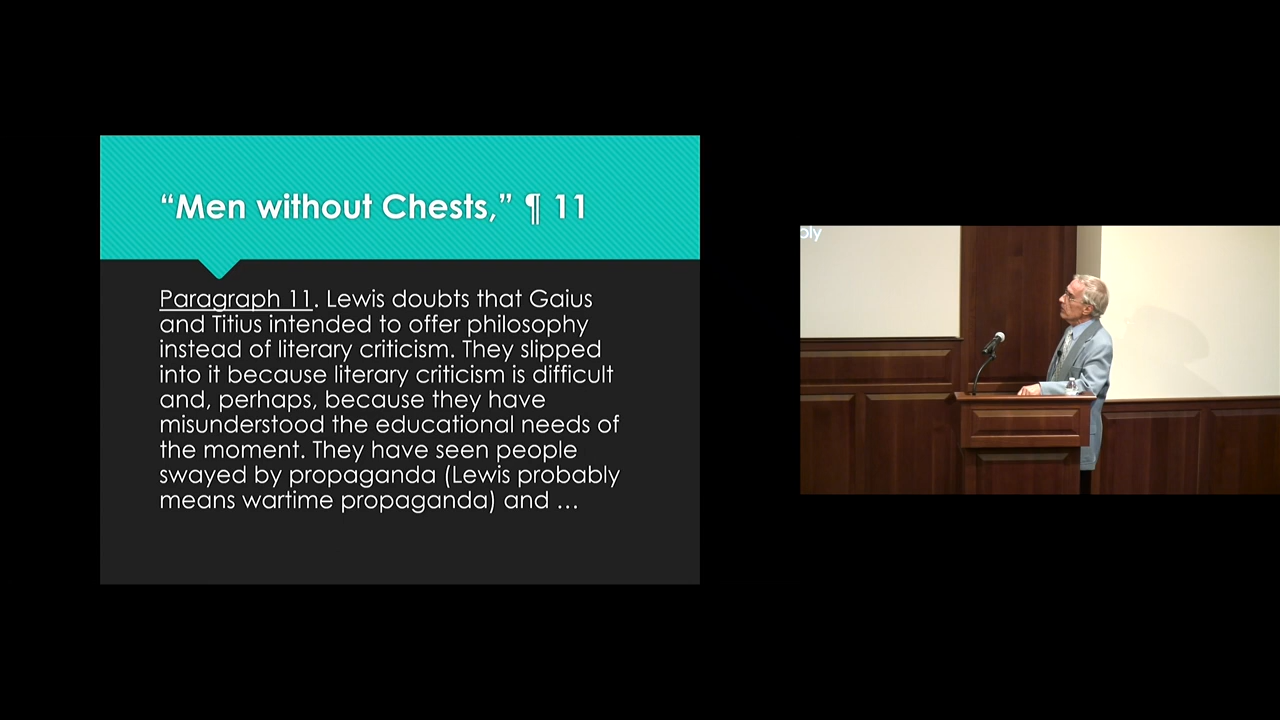 “Men without Chests,” ¶ 11
Paragraph 11. Lewis doubts that Gaius
and Titius intended to offer philosophy
instead of literary criticism. They slipped
into it because literary criticism is difficult
and, perhaps, because they have
misunderstood the educational needs of
the moment. They have seen people
swayed by propaganda (Lewis probably
means wartime propaganda) and …